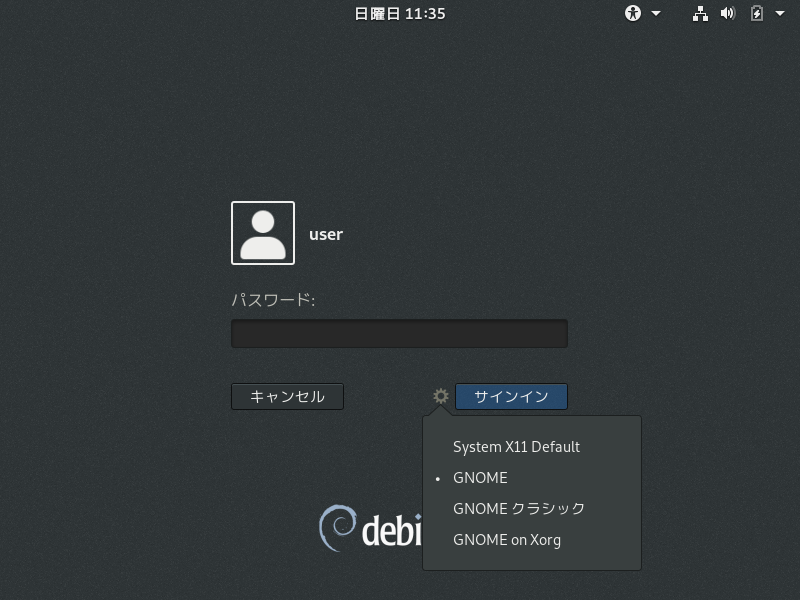 日曜日 11:35
user
パスワード:
キャンセル
サインイン
System X11 Default
GNOME
GNOME クラシック
GNOME on Xorg
debi